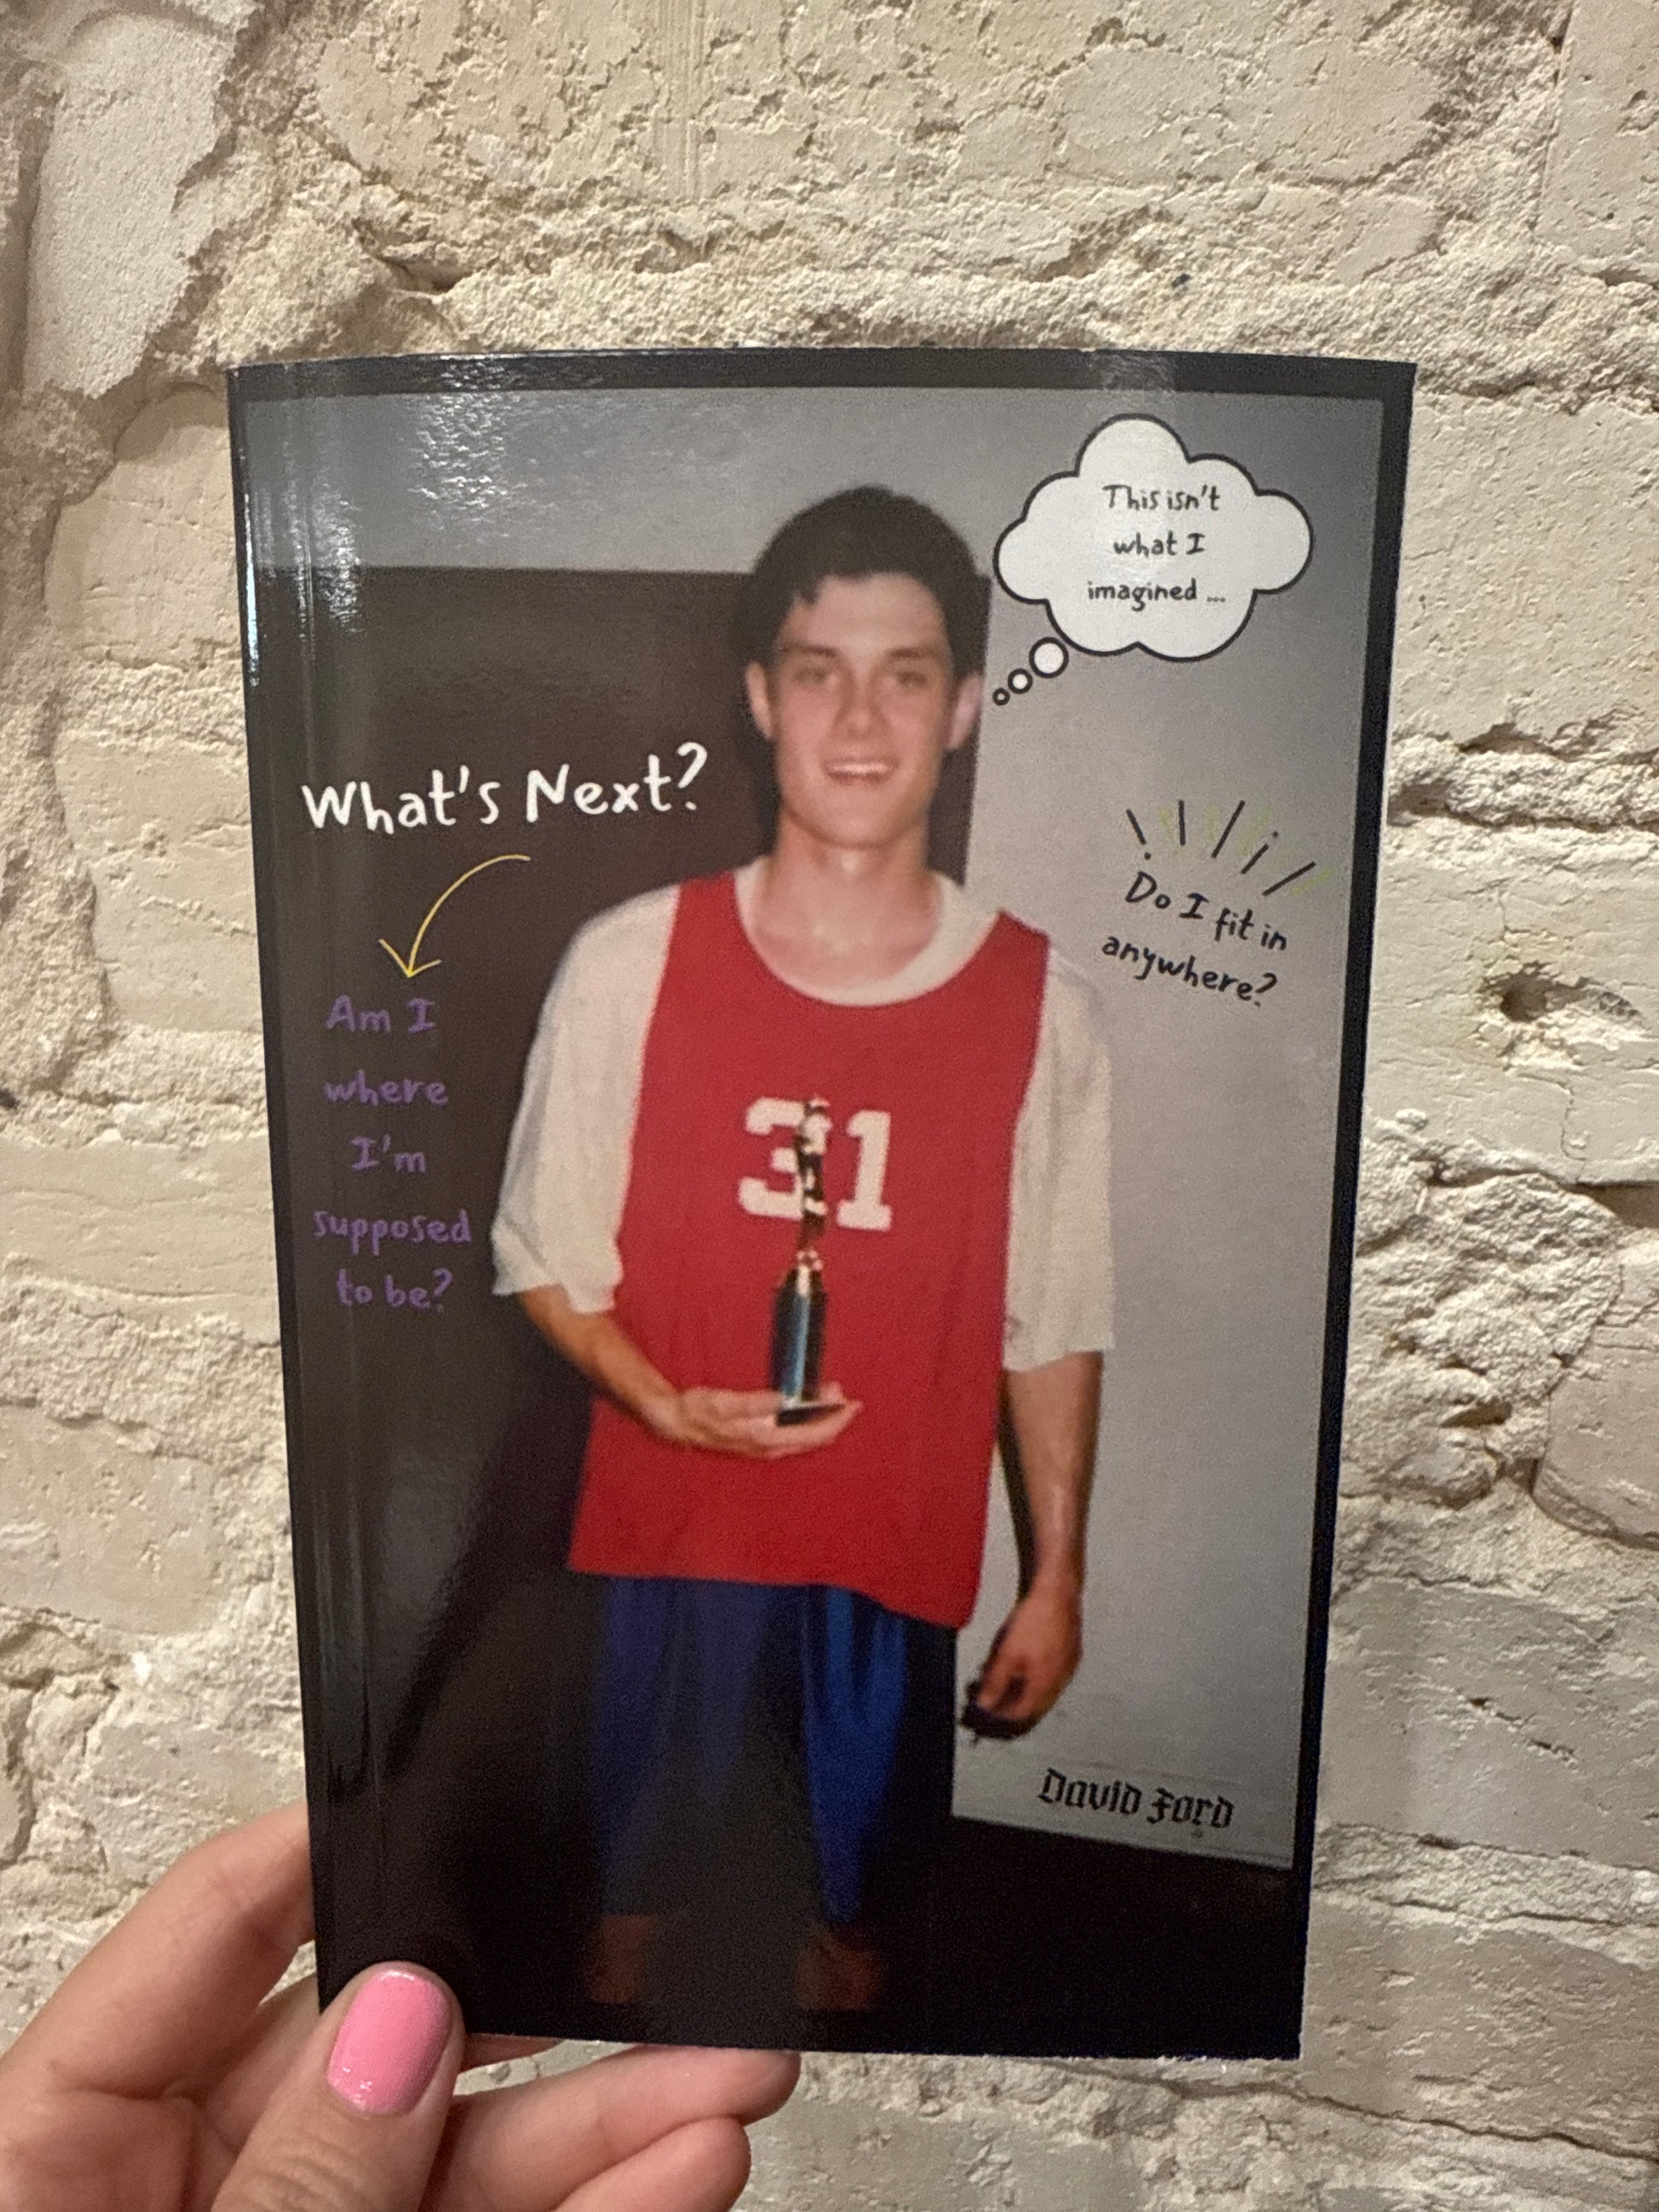 This isn't
what I
imagined ...
What's Next?
Do I fit in
anywhere?
Am I
where
I'm
supposed
to be?
31
David Ford